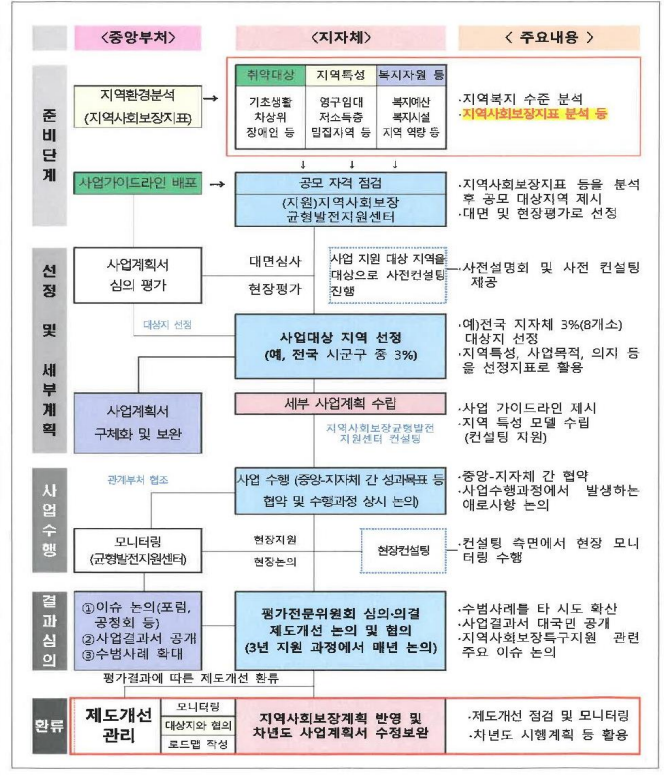 <중앙부처> <지자체> < 주요내용 >
준비단계
지역환경분석
(지역사회보장지표)
취약대상 지역특성 복지자원 등
기초생활 영구임대 복지예산
차상위 저소득층 복지시설
장애인 등 밀집지역 등 지역 역량 등
·지역복지 수준 분석
·지역사회보장지표 분석 등
사업가이드라인 배포
공모 자격 점검
(지원)지역사회보장
균형발전지원센터
·지역사회보장지표 등을 분석
후 공모 대상지역 제시
·대면 및 현장평가로 선정
선정 및 세부계획
사업계획서
심의 평가
대면심사
현장평가
사업 지원 대상 지역을
대상으로 사전컨설팅
진행
·사전설명회 및 사전 컨설팅
제공
대상지 선정
사업대상 지역 선정
(예, 전국 시군구 중 3%)
·예)전국 지자체 3%(8개소)
대상지 선정
·지역특성, 사업목적, 의지 등
을 선정지표로 활용
사업계획서
구체화 및 보완
세부 사업계획 수립
지역사회보장균형발전
지원센터 컨설팅
·사업 가이드라인 제시
·지역 특성 모델 수립
(컨설팅 지원)
사업수행
관계부처 협조
사업 수행 (중앙-지자체 간 성과목표 등
협약 및 수행과정 상시 논의)
·중앙-지자체 간 협약
·사업수행과정에서 발생하는
애로사항 논의
모니터링
(균형발전지원센터)
현장지원
현장논의
현장컨설팅
·컨설팅 측면에서 현장 모니
터링 수행
결과심의
①이슈 논의(포럼,
공청회 등)
②사업결과서 공개
③수범사례 확대
평가전문위원회 심의·의결
제도개선 논의 및 협의
(3년 지원 과정에서 매년 논의)
·수범사례를 타 시도 확산
·사업결과서 대국민 공개
·지역사회보장특구지원 관련
주요 이슈 논의
평가결과에 따른 제도개선 환류
환류
제도개선
관리
모니터링
대상지와 협의
로드맵 작성
지역사회보장계획 반영 및
차년도 사업계획서 수정보완
·제도개선 점검 및 모니터링
·차년도 시행계획 등 활용